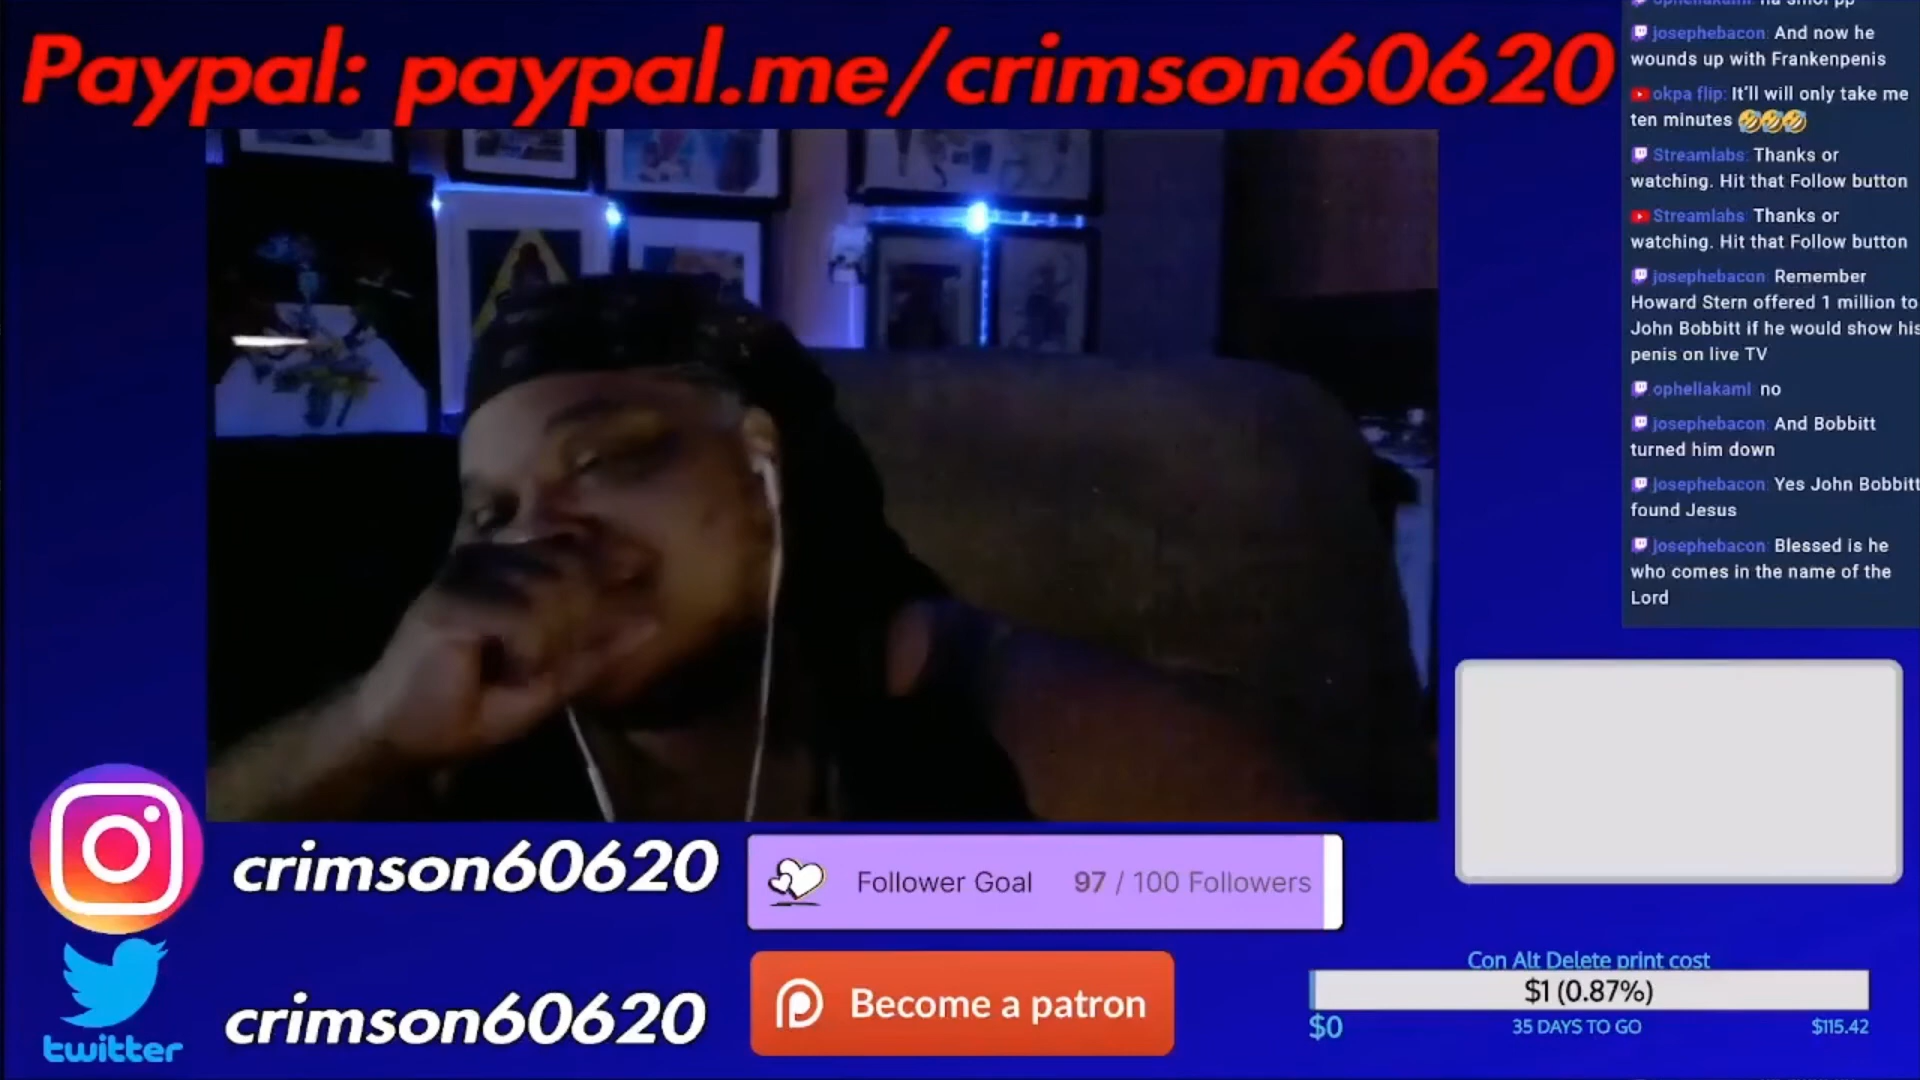 Paypal: paypal.me/crimson60620
josephebacon: And now he
wounds up with Frankenpenis
okpa flip: It'll will only take me
ten minutes 🤣🤣🤣
Streamlabs: Thanks or
watching. Hit that Follow button
Streamlabs: Thanks or
watching. Hit that Follow button
josephebacon: Remember
Howard Stern offered 1 million to
John Bobbitt if he would show his
penis on live TV
opheliakami: no
josephebacon: And Bobbitt
turned him down
josephebacon: Yes John Bobbitt
found Jesus
josephebacon: Blessed is he
who comes in the name of the
Lord
crimson60620
Follower Goal 97 / 100 Followers
twitter
crimson60620
Become a patron
Con Alt Delete print cost
$1 (0.87%)
$0 35 DAYS TO GO $115.42